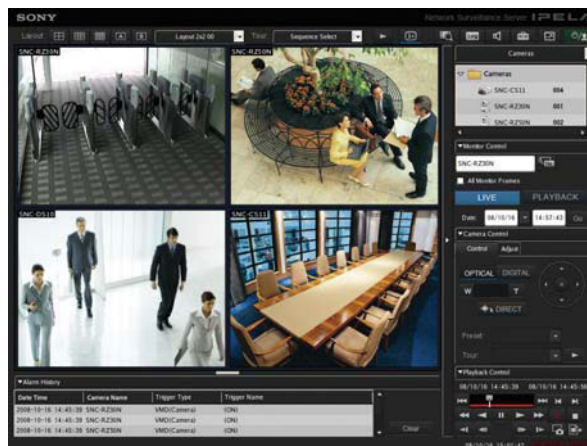 SONY
Network Surveillance Server IPELA
Layout: A B Layout 2x2 00 Tour: Sequence Select
SNC-RZ30N
SNC-RZ50N
SNC-DS10
SNC-CS11
Cameras
Cameras
SNC-CS11 004
SNC-RZ30N 001
SNC-RZ50N 002
Monitor Control
SNC-RZ30N
All Monitor Frames
LIVE PLAYBACK
Date: 08/10/16 14:57:43 Go
Camera Control
Control Adjust
OPTICAL DIGITAL
W T
DIRECT
Preset:
Tour:
Playback Control
08/10/16 14:45:39 08/10/16 14:45:56
Alarm History
Date Time Camera Name Trigger Type Trigger Name
2008-10-16 14:45:39 SNC-RZ30N VMD(Camera) (ON)
2008-10-16 14:45:39 SNC-RZ30N VMD(Camera) (ON)
2008-10-16 14:45:39 SNC-RZ30N VMD(Camera) (ON)
Clear